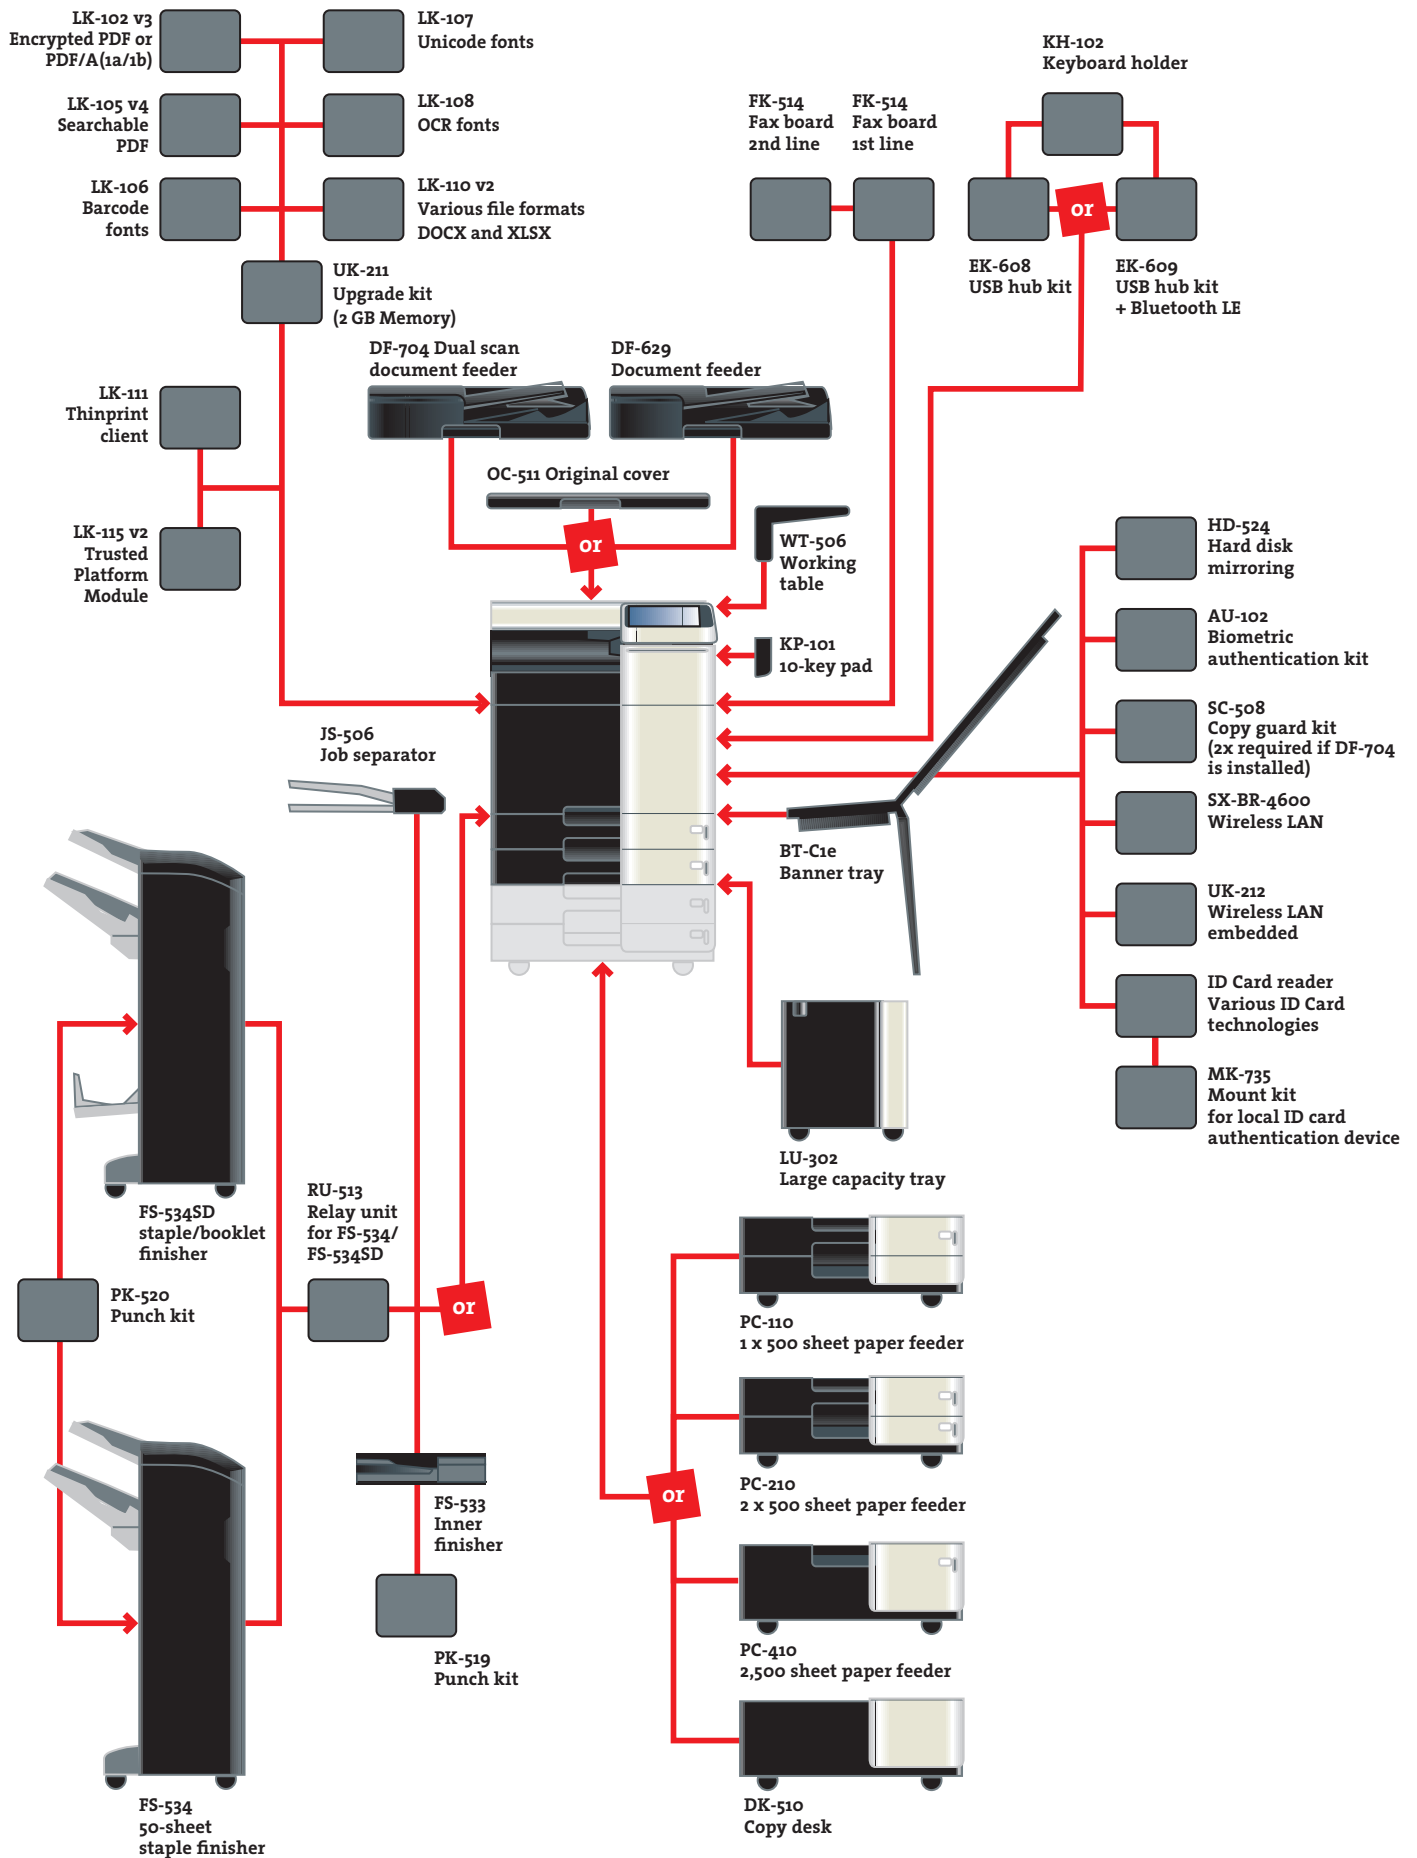 LK-102 v3
Encrypted PDF or
PDF/A(1a/1b)
LK-107
Unicode fonts
LK-105 v4
Searchable
PDF
LK-108
OCR fonts
LK-106
Barcode
fonts
LK-110 v2
Various file formats
DOCX and XLSX
UK-211
Upgrade kit
(2 GB Memory)
LK-111
Thinprint
client
LK-115 v2
Trusted
Platform
Module
FK-514
Fax board
2nd line
FK-514
Fax board
1st line
KH-102
Keyboard holder
or
EK-608
USB hub kit
EK-609
USB hub kit
+ Bluetooth LE
DF-704 Dual scan
document feeder
DF-629
Document feeder
OC-511 Original cover
or
WT-506
Working
table
KP-101
10-key pad
HD-524
Hard disk
mirroring
AU-102
Biometric
authentication kit
SC-508
Copy guard kit
(2x required if DF-704
is installed)
SX-BR-4600
Wireless LAN
UK-212
Wireless LAN
embedded
ID Card reader
Various ID Card
technologies
MK-735
Mount kit
for local ID card
authentication device
JS-506
Job separator
BT-C1e
Banner tray
LU-302
Large capacity tray
FS-534SD
staple/booklet
finisher
RU-513
Relay unit
for FS-534/
FS-534SD
PK-520
Punch kit
or
PC-110
1 x 500 sheet paper feeder
PC-210
2 x 500 sheet paper feeder
or
FS-533
Inner
finisher
PC-410
2,500 sheet paper feeder
PK-519
Punch kit
DK-510
Copy desk
FS-534
50-sheet
staple finisher